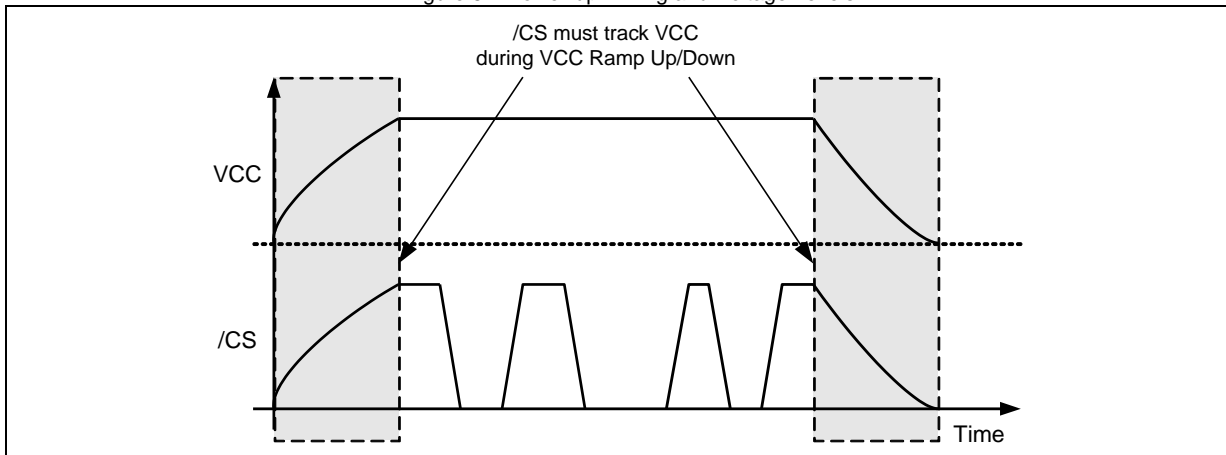 /CS must track VCC
during VCC Ramp Up/Down
VCC
/CS
Time